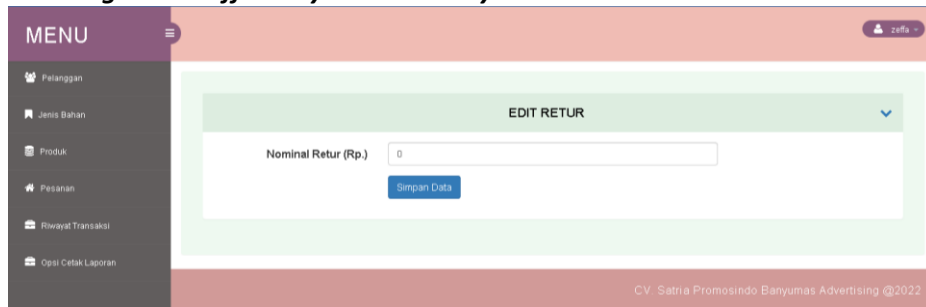 MENU
zeffa
Pelanggan
Jenis Bahan
Produk
Pesanan
Riwayat Transaksi
Opsi Cetak Laporan
EDIT RETUR
Nominal Retur (Rp.)
0
Simpan Data
CV. Satria Promosindo Banyumas Advertising @2022